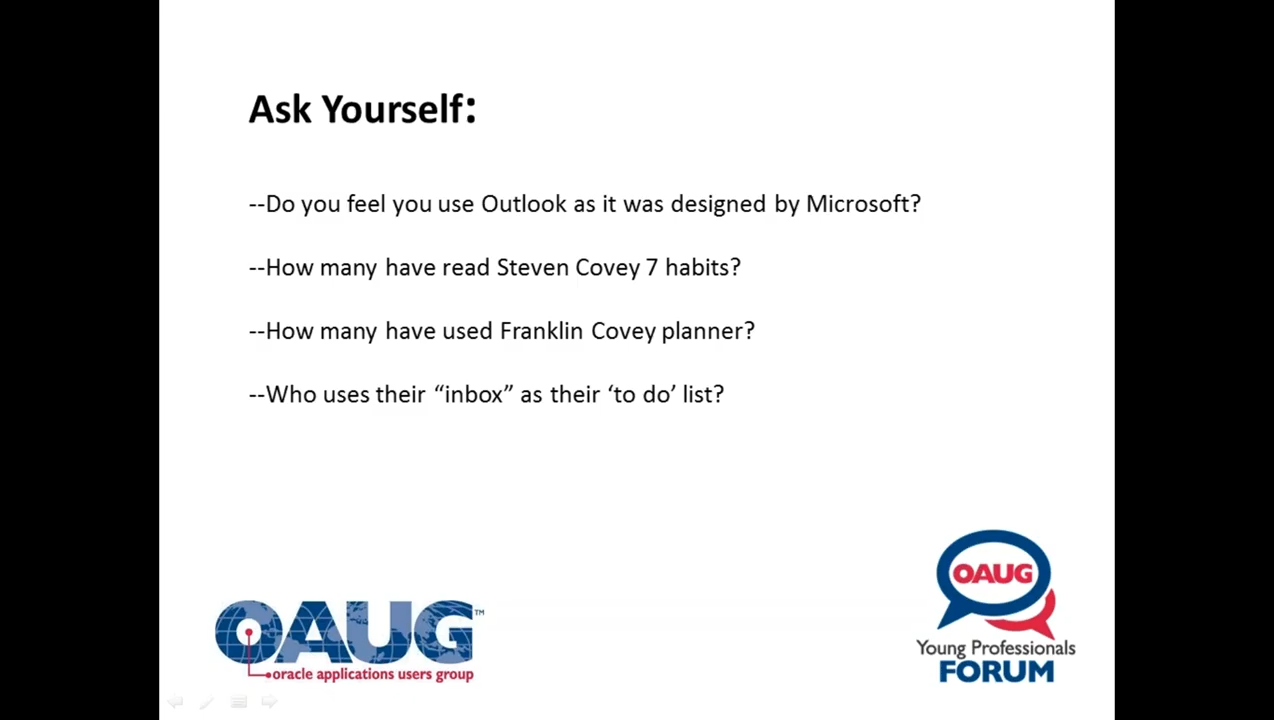 Ask Yourself:
--Do you feel you use Outlook as it was designed by Microsoft?
--How many have read Steven Covey 7 habits?
--How many have used Franklin Covey planner?
--Who uses their “inbox” as their ‘to do’ list?
OAUG™
oracle applications users group
OAUG
Young Professionals
FORUM